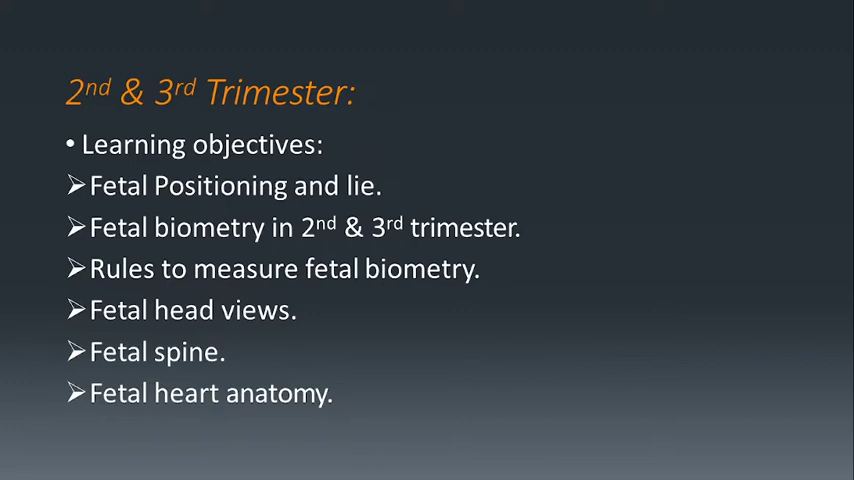 2nd & 3rd Trimester:
• Learning objectives:
➢Fetal Positioning and lie.
➢Fetal biometry in 2nd & 3rd trimester.
➢Rules to measure fetal biometry.
➢Fetal head views.
➢Fetal spine.
➢Fetal heart anatomy.